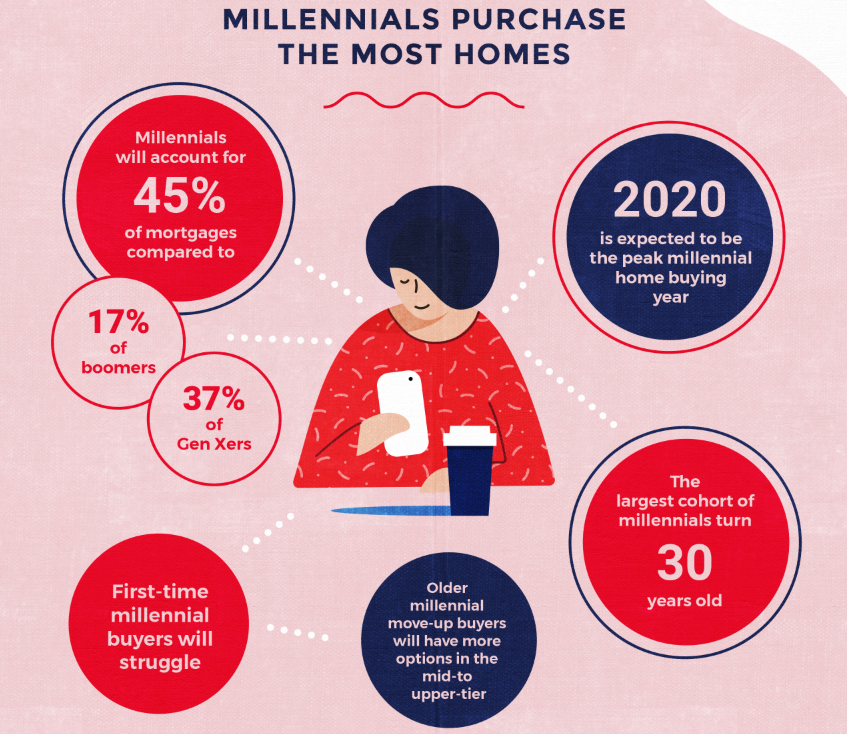 MILLENNIALS PURCHASE
THE MOST HOMES
Millennials
will account for
45%
of mortgages
compared to
17%
of
boomers
37%
of
Gen Xers
2020
is expected to be
the peak millennial
home buying
year
The
largest cohort of
millennials turn
30
years old
First-time
millennial
buyers will
struggle
Older
millennial
move-up buyers
will have more
options in the
mid-to
upper-tier